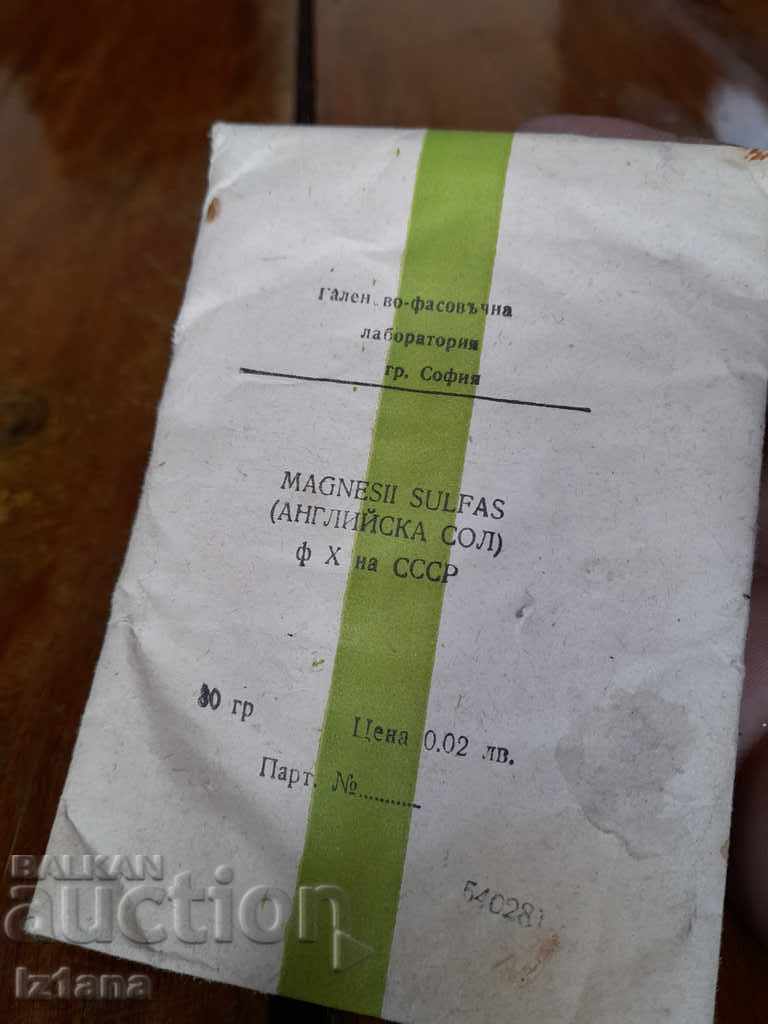 Гален во-фасовъчна
лаборатория
гр. София
MAGNESII SULFAS
(АНГЛИЙСКА СОЛ)
ф X на СССР
гр Цена 0.02 лв.
Парт. №..........
540281
BALKAN
auction
Iz1ana